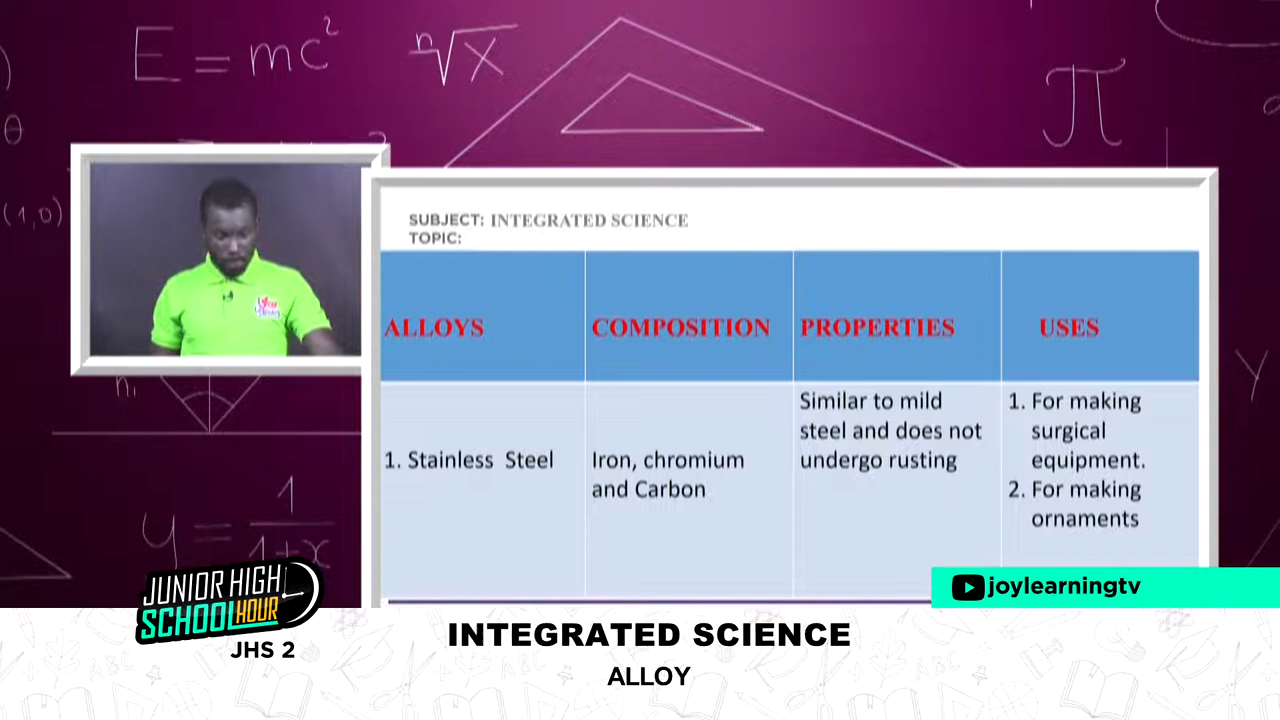 E = mc²
ⁿ√X
π
θ
(1,0)
SUBJECT: INTEGRATED SCIENCE
TOPIC:
ALLOYS COMPOSITION PROPERTIES USES
1. Stainless Steel
Iron, chromium
and Carbon
Similar to mild
steel and does not
undergo rusting
1. For making
surgical
equipment.
2. For making
ornaments
n₁
Y
y = 1/1+x
joylearningtv
JUNIOR HIGH
SCHOOL HOUR
JHS 2
INTEGRATED SCIENCE
ALLOY